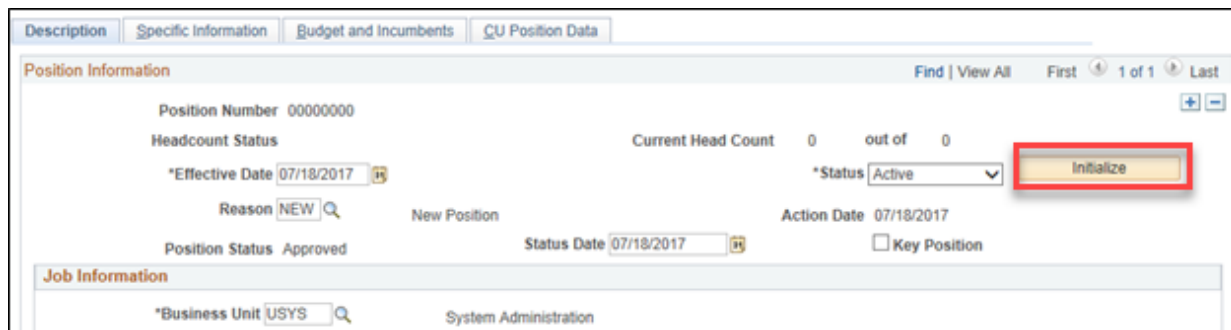 Description Specific Information Budget and Incumbents CU Position Data
Position Information Find | View All First 1 of 1 Last
Position Number 00000000
Headcount Status Current Head Count 0 out of 0
*Effective Date 07/18/2017 *Status Active Initialize
Reason NEW New Position Action Date 07/18/2017
Position Status Approved Status Date 07/18/2017 Key Position
Job Information
*Business Unit USYS System Administration